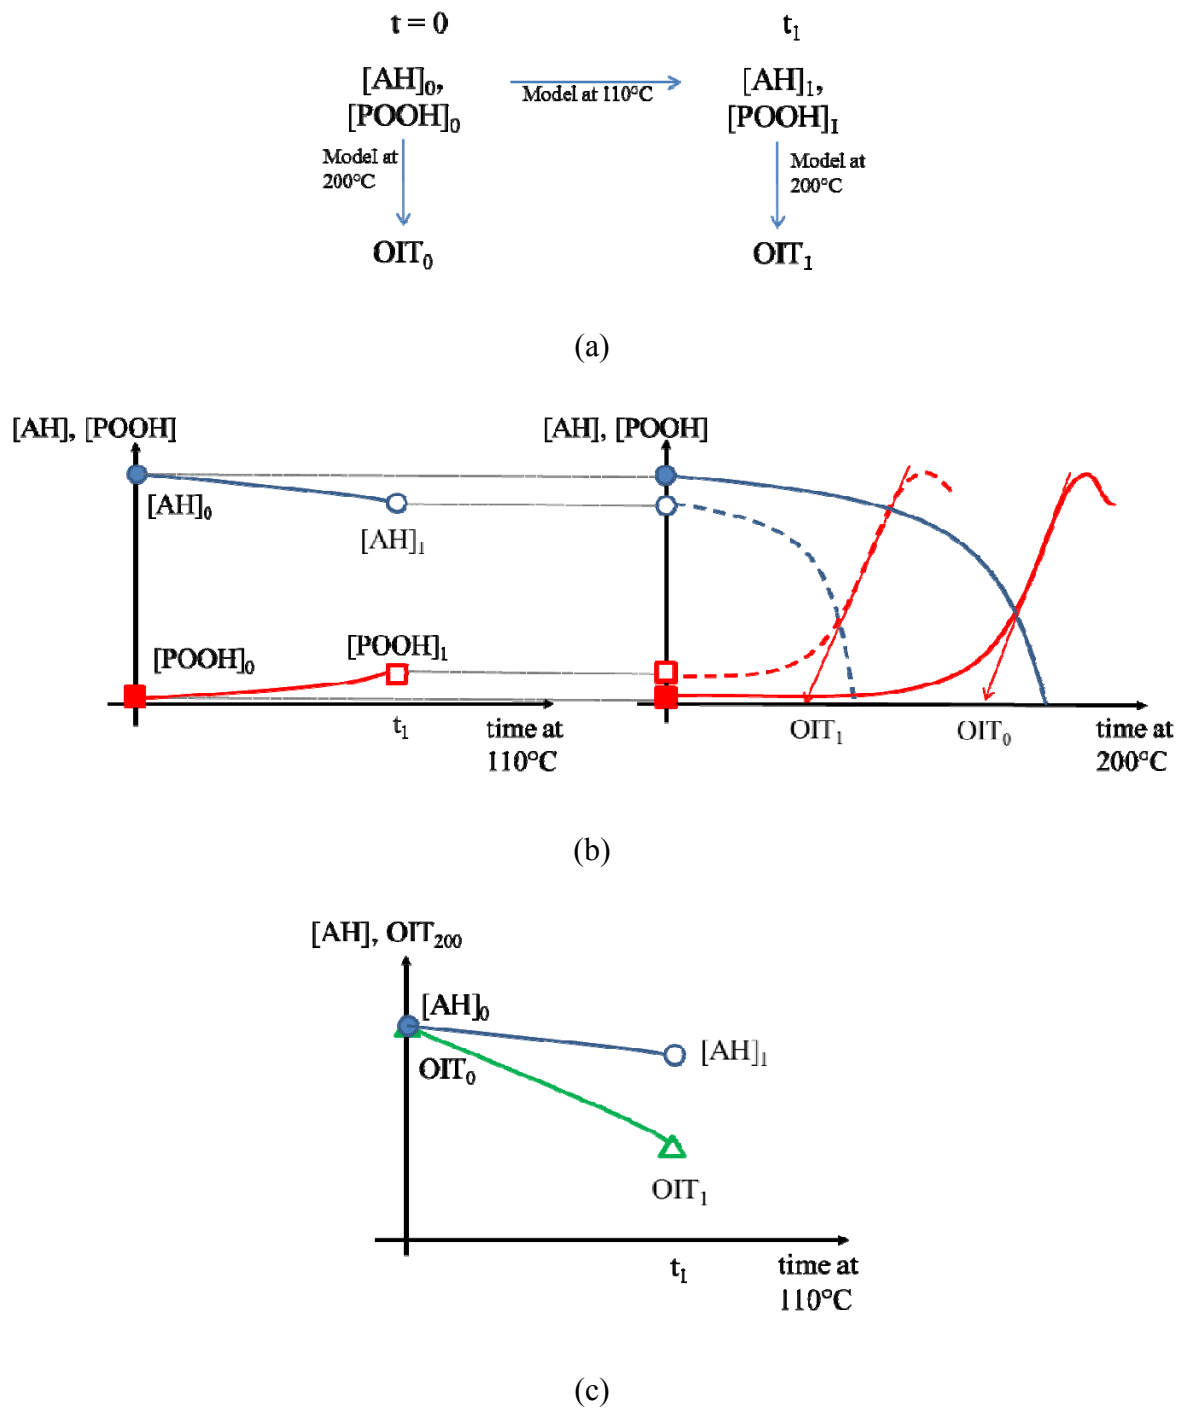 t = 0
t1
[AH]0,
[POOH]0
Model at 110°C
[AH]1,
[POOH]1
Model at
200°C
Model at
200°C
OIT0
OIT1
(a)
[AH], [POOH]
[AH], [POOH]
[AH]0
[AH]1
[POOH]0
[POOH]1
t1
time at
110°C
OIT1
OIT0
time at
200°C
(b)
[AH], OIT200
[AH]0
[AH]1
OIT0
OIT1
t1
time at
110°C
(c)